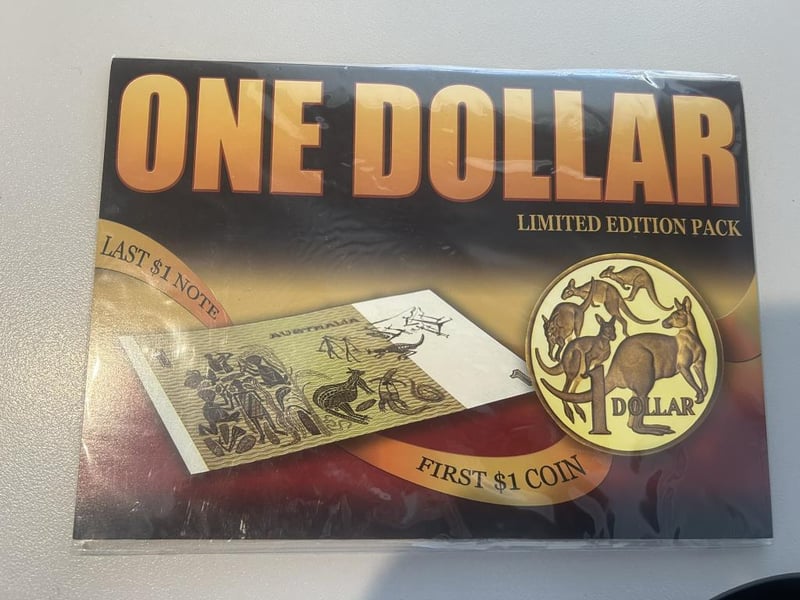 ONE DOLLAR
LIMITED EDITION PACK
LAST $1 NOTE
AUSTRALIA
1 DOLLAR
FIRST $1 COIN